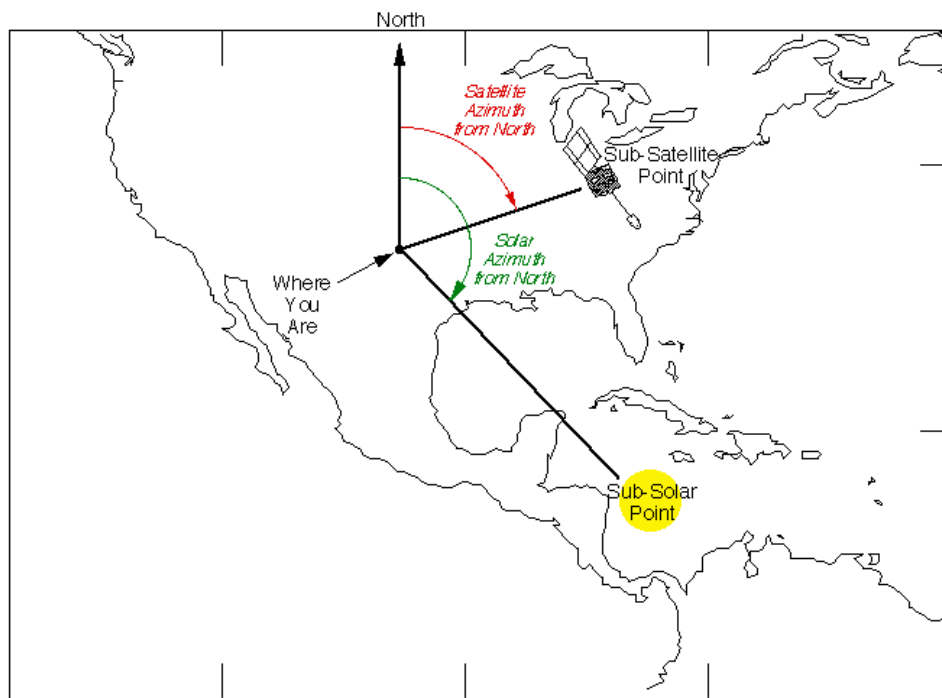 North
Satellite
Azimuth
from North
Sub-Satellite
Point
Solar
Azimuth
from North
Where
You
Are
Sub-Solar
Point